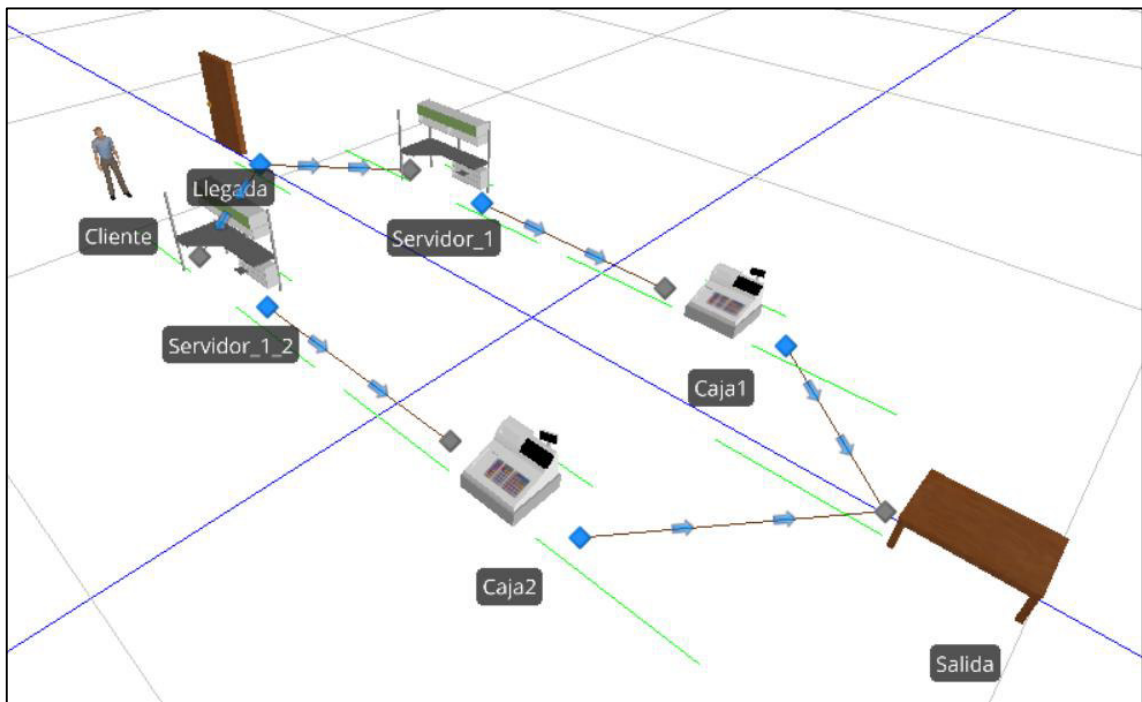 Llegada
Cliente
Servidor_1
Servidor_1_2
Caja1
Caja2
Salida